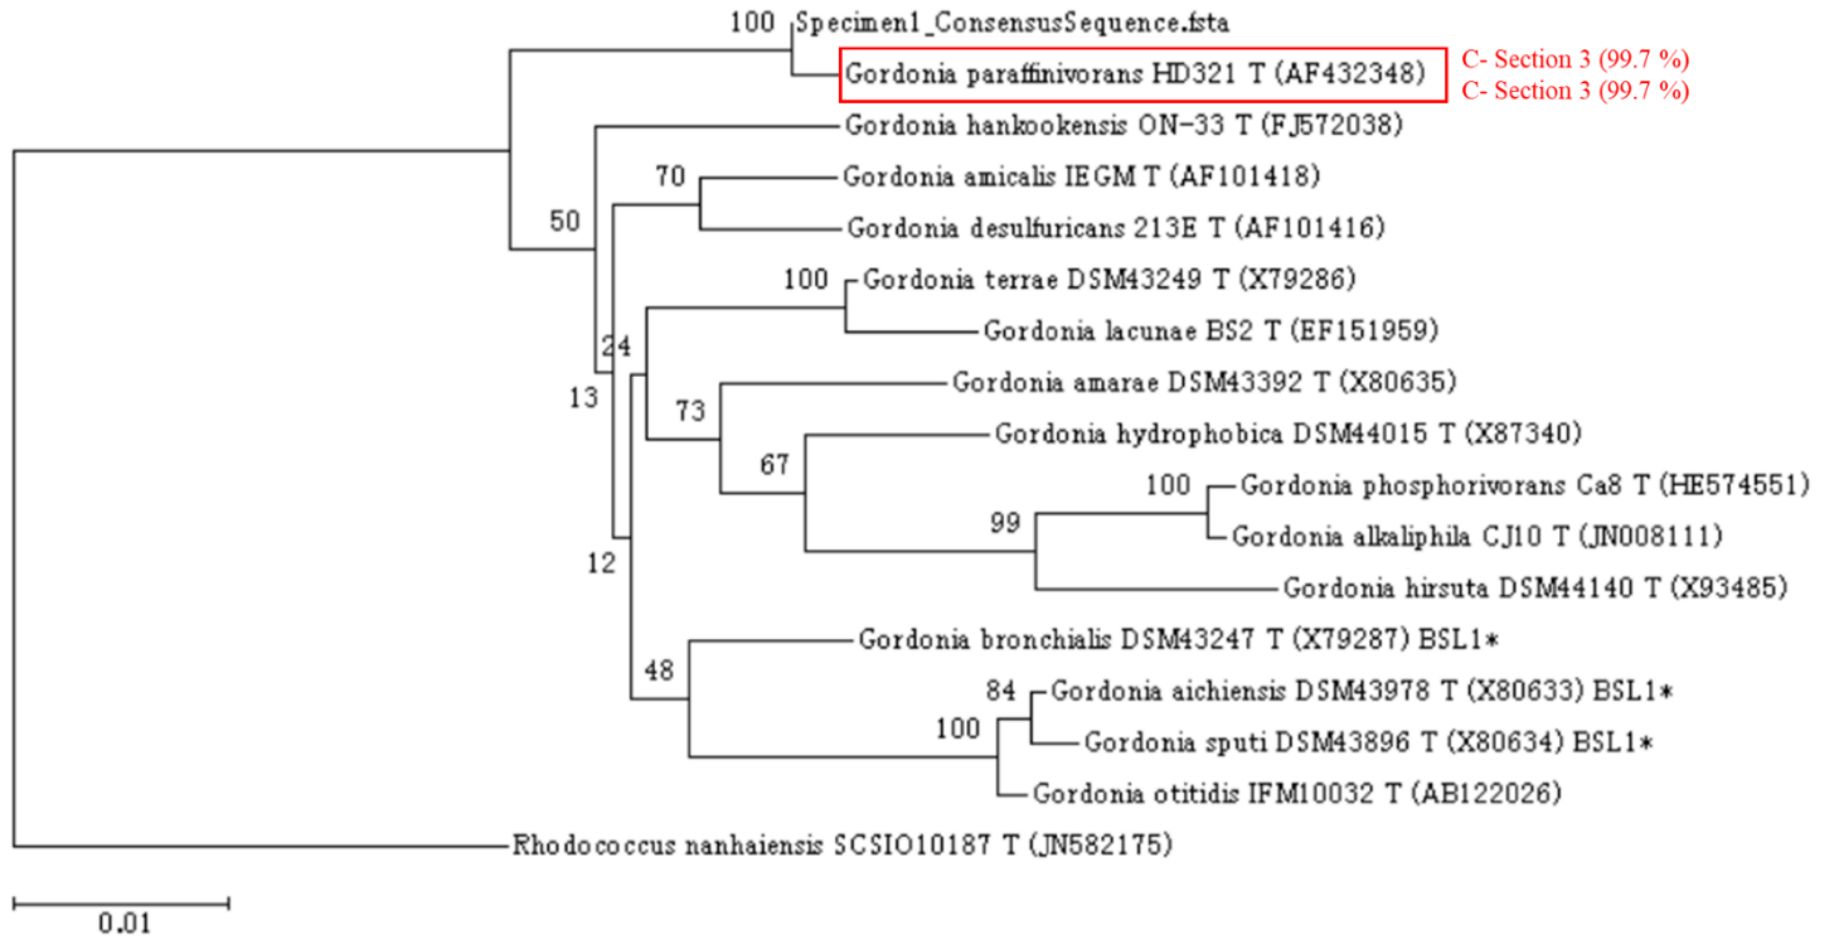 100 Specimen1_ConsensusSequence.fsta
Gordonia paraffinivorans HD321 T (AF432348)
C- Section 3 (99.7 %)
C- Section 3 (99.7 %)
Gordonia hankookensis ON-33 T (FJ572038)
70
Gordonia amicalis IEGM T (AF101418)
50
Gordonia desulfuricans 213E T (AF101416)
100
Gordonia terrae DSM43249 T (X79286)
Gordonia lacunae BS2 T (EF151959)
24
Gordonia amarae DSM43392 T (X80635)
13
73
Gordonia hydrophobica DSM44015 T (X87340)
67
100
Gordonia phosphorivorans Ca8 T (HE574551)
99
Gordonia alkaliphila CJ10 T (JN008111)
12
Gordonia hirsuta DSM44140 T (X93485)
Gordonia bronchialis DSM43247 T (X79287) BSL1*
48
84
Gordonia aichiensis DSM43978 T (X80633) BSL1*
100
Gordonia sputi DSM43896 T (X80634) BSL1*
Gordonia otitidis IFM10032 T (AB122026)
Rhodococcus nanhaiensis SCSIO10187 T (JN582175)
0.01